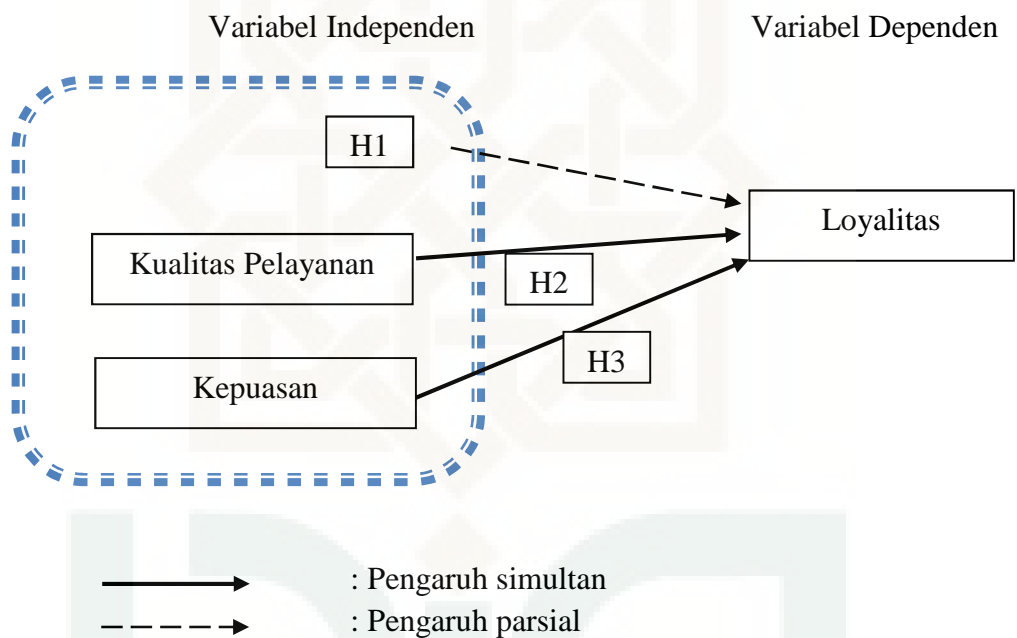 Variabel Independen
Variabel Dependen
H1
Loyalitas
Kualitas Pelayanan
H2
H3
Kepuasan
: Pengaruh simultan
: Pengaruh parsial